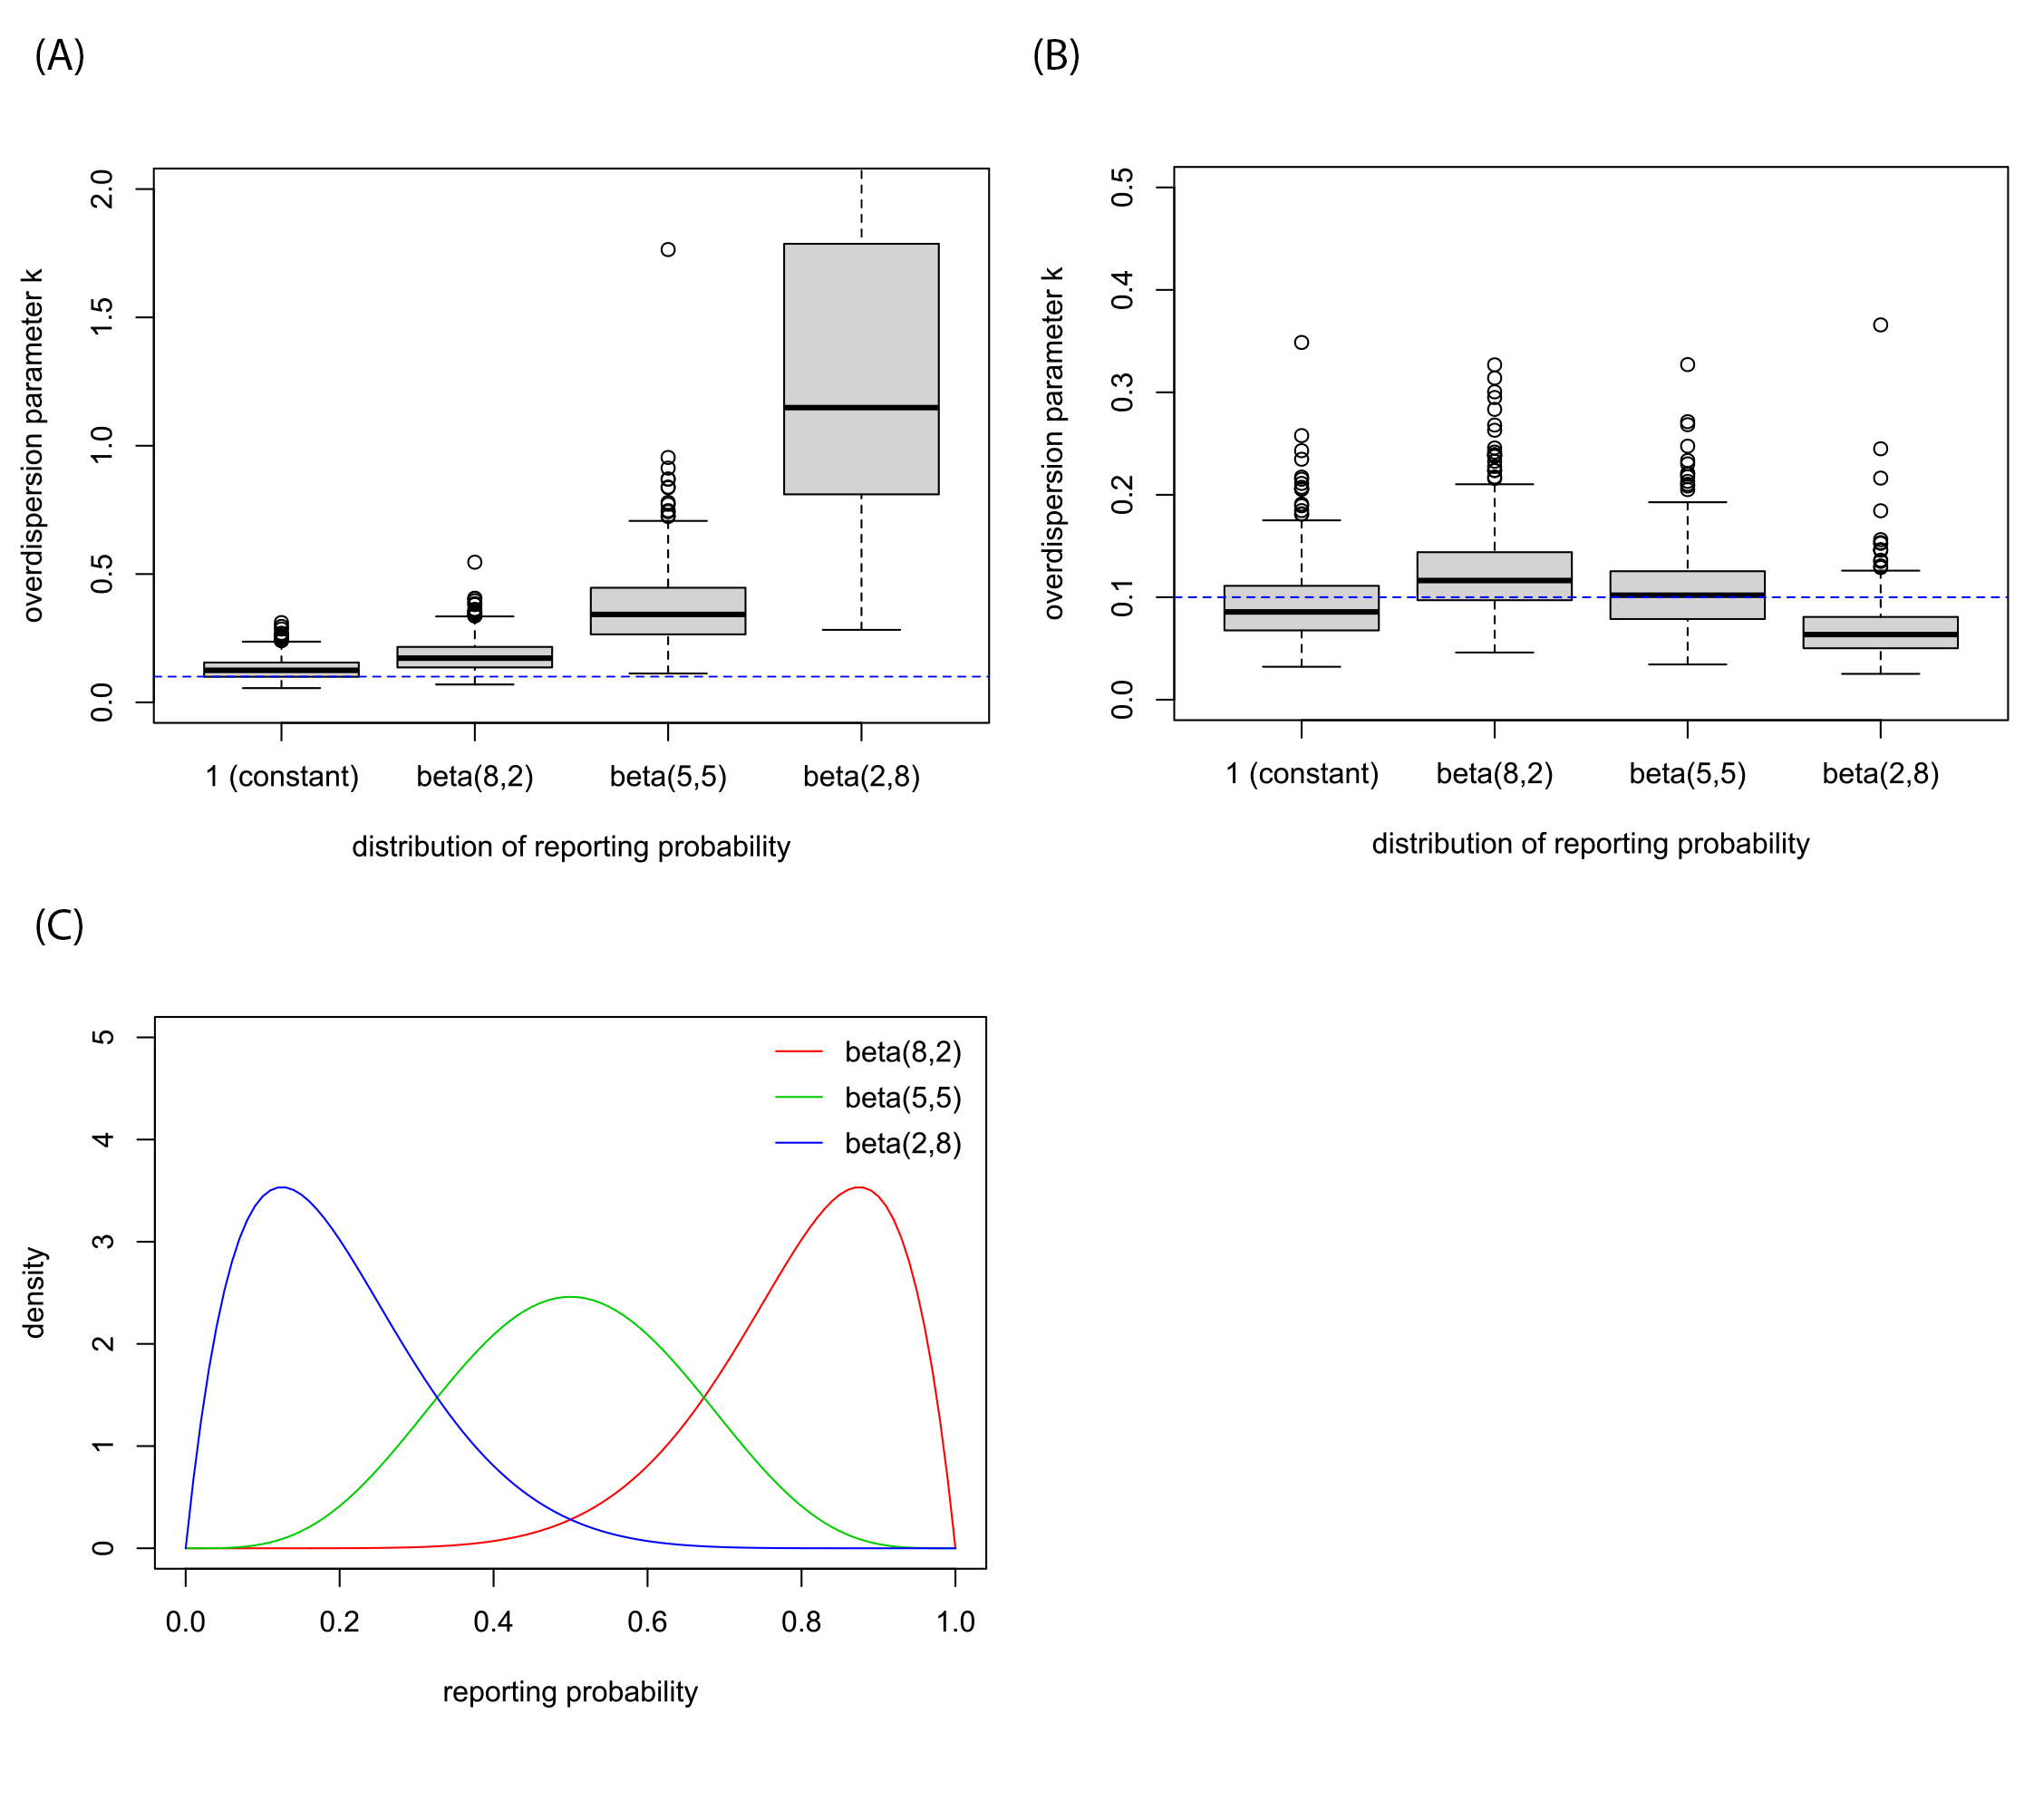 (A)
overdispersion parameter k
2.0
1.5
1.0
0.5
0.0
1 (constant) beta(8,2) beta(5,5) beta(2,8)
distribution of reporting probability
(B)
overdispersion parameter k
0.5
0.4
0.3
0.2
0.1
0.0
1 (constant) beta(8,2) beta(5,5) beta(2,8)
distribution of reporting probability
(C)
density
5
4
3
2
1
0
beta(8,2)
beta(5,5)
beta(2,8)
0.0 0.2 0.4 0.6 0.8 1.0
reporting probability